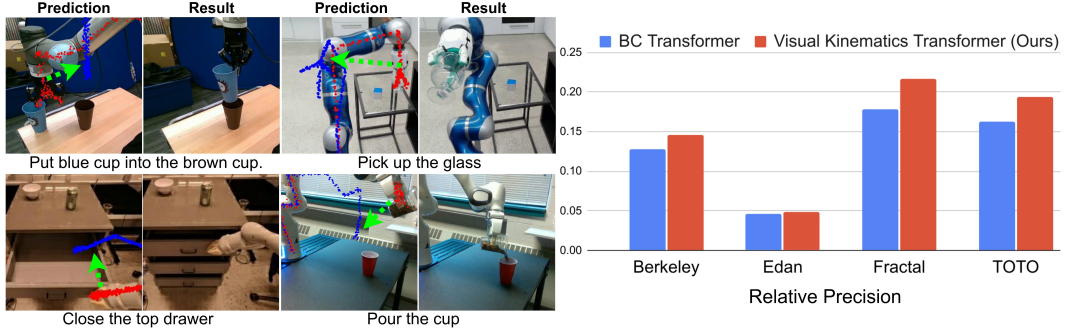 Prediction
Result
Prediction
Result
Put blue cup into the brown cup.
Pick up the glass
Close the top drawer
Pour the cup
BC Transformer
Visual Kinematics Transformer (Ours)
0.25
0.20
0.15
0.10
0.05
0.00
Berkeley
Edan
Fractal
TOTO
Relative Precision